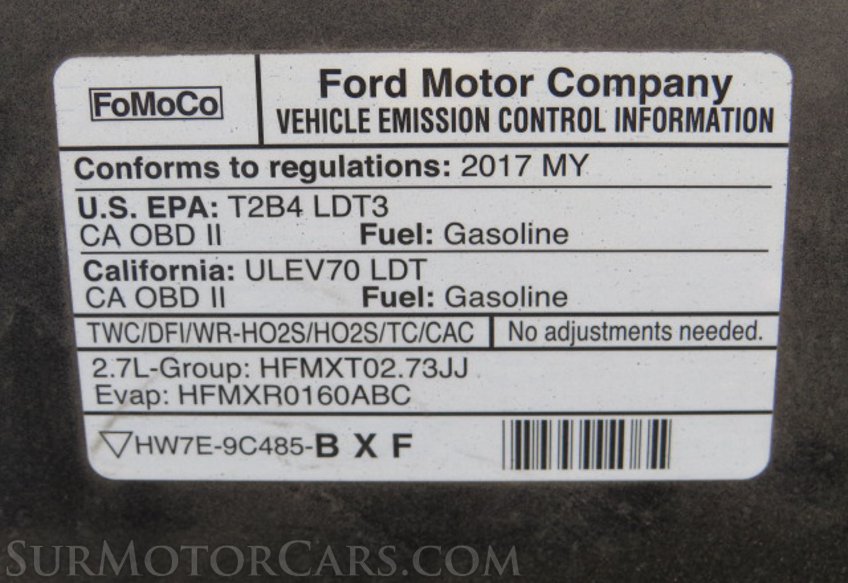 FoMoCo
Ford Motor Company
VEHICLE EMISSION CONTROL INFORMATION
Conforms to regulations: 2017 MY
U.S. EPA: T2B4 LDT3
CA OBD II Fuel: Gasoline
California: ULEV70 LDT
CA OBD II Fuel: Gasoline
TWC/DFI/WR-HO2S/HO2S/TC/CAC No adjustments needed.
2.7L-Group: HFMXT02.73JJ
Evap: HFMXR0160ABC
HW7E-9C485-B X F
SURMOTORCARS.COM